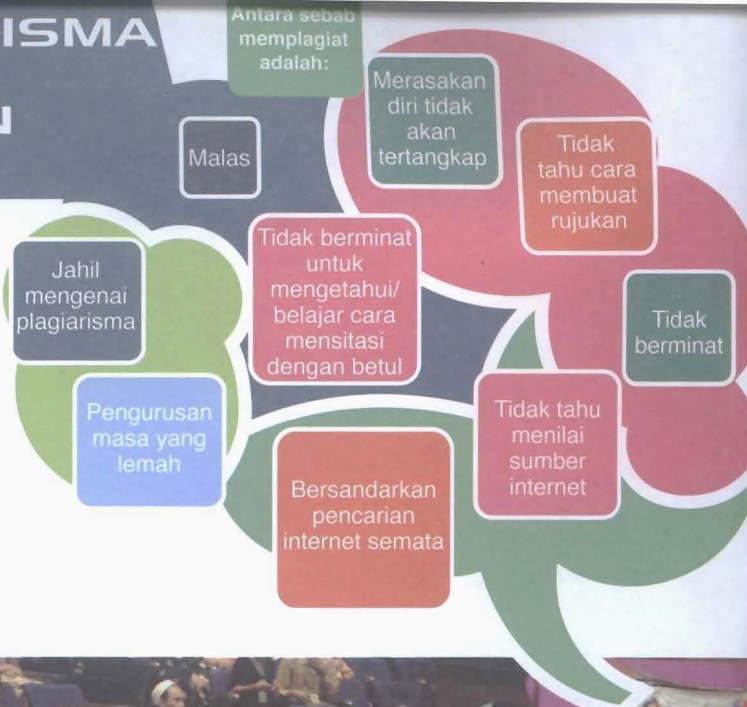 ISMA
N
Antara sebab
memplagiat
adalah:
Malas
Merasakan
diri tidak
akan
tertangkap
Tidak
tahu cara
membuat
rujukan
Jahil
mengenai
plagiarisma
Tidak berminat
untuk
mengetahui/
belajar cara
mensitasi
dengan betul
Tidak
berminat
Pengurusan
masa yang
lemah
Bersandarkan
pencarian
internet semata
Tidak tahu
menilai
sumber
internet